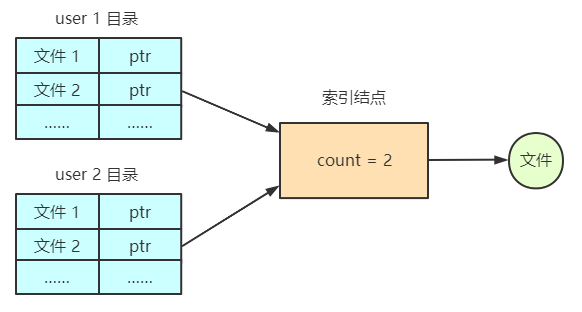 user 1 目录
文件 1 ptr
文件 2 ptr
...... ......
索引结点
count = 2
文件
user 2 目录
文件 1 ptr
文件 2 ptr
...... ......